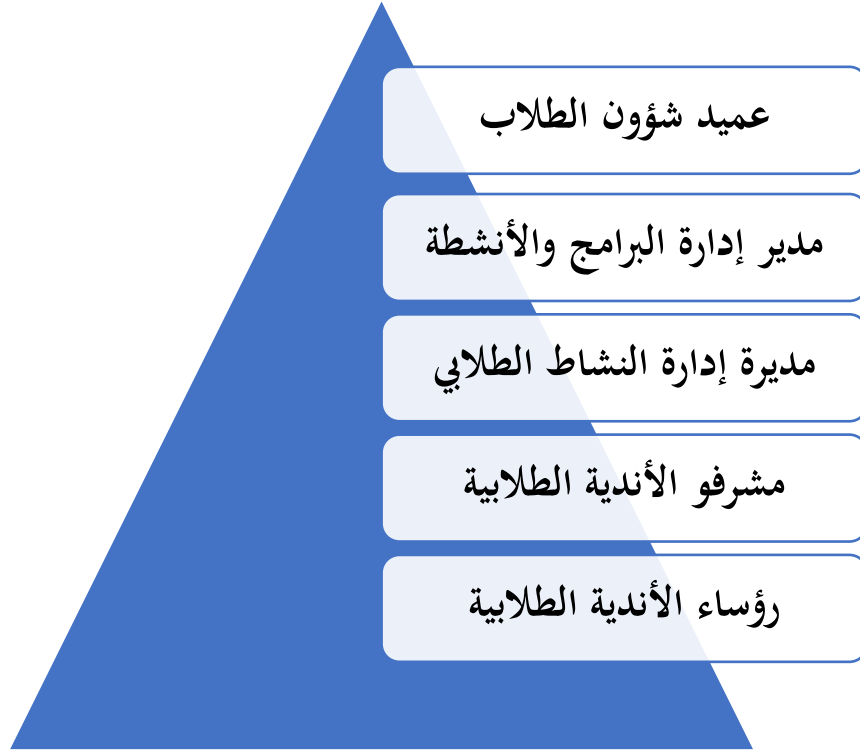 عميد شؤون الطلاب
مدير إدارة البرامج والأنشطة
مديرة إدارة النشاط الطلابي
مشرفو الأندية الطلابية
رؤساء الأندية الطلابية